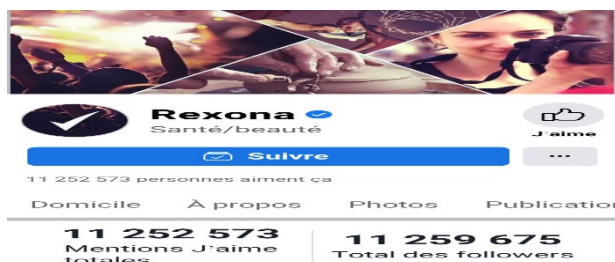 Rexona
Santé/beauté
J'aime
Suivre
11 252 573 personnes aiment ça
Domicile À propos Photos Publication
11 252 573
Mentions J'aime
totales
11 259 675
Total des followers